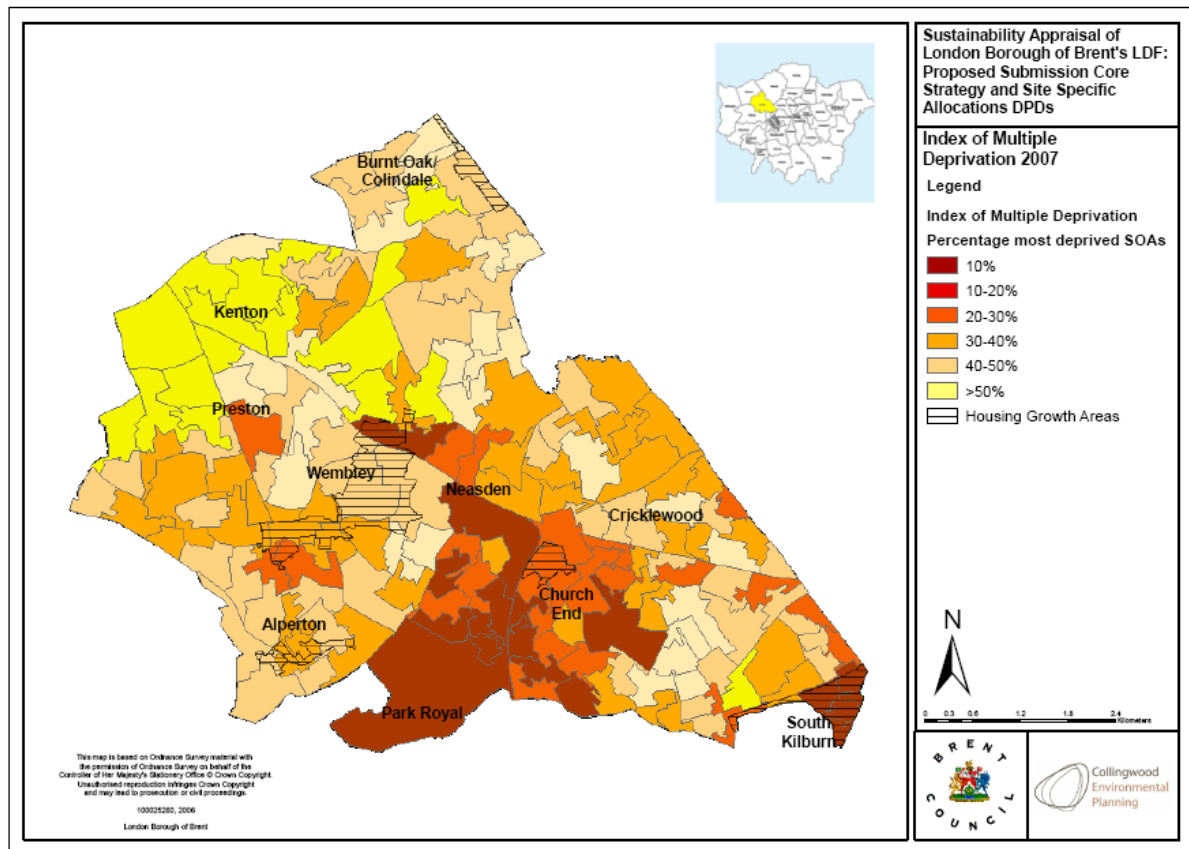 Burnt Oak/
Colindale
Kenton
Preston
Wembley
Neasden
Cricklewood
Church
End
Alperton
Park Royal
South
Kilburn
This map is based on Ordnance Survey material with
the permission of Ordnance Survey on behalf of the
Controller of Her Majesty's Stationery Office © Crown Copyright.
Unauthorised reproduction infringes Crown Copyright
and may lead to prosecution or civil proceedings.
100025260, 2006
London Borough of Brent
Sustainability Appraisal of
London Borough of Brent's LDF:
Proposed Submission Core
Strategy and Site Specific
Allocations DPDs
Index of Multiple
Deprivation 2007
Legend
Index of Multiple Deprivation
Percentage most deprived SOAs
10%
10-20%
20-30%
30-40%
40-50%
>50%
Housing Growth Areas
N
0 0.3 0.6 1.2 1.8 2.4
Kilometers
BRENT
COUNCIL
Collingwood
Environmental
Planning